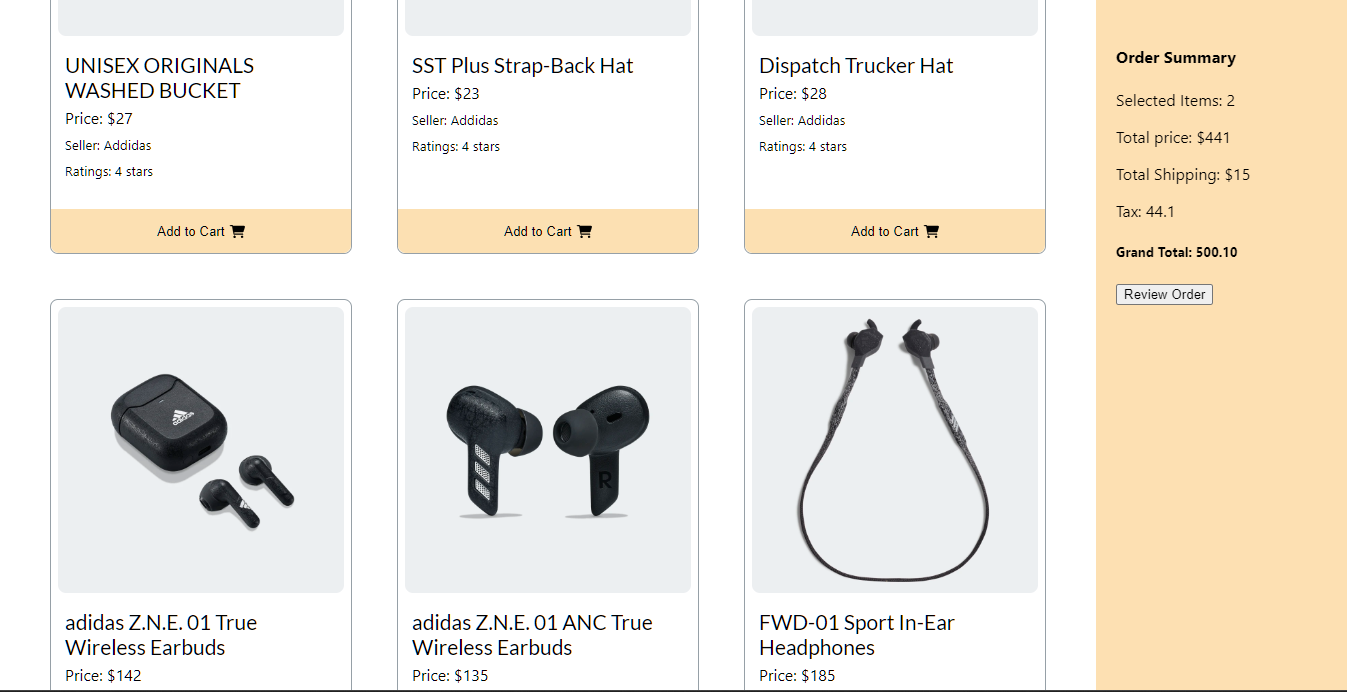 UNISEX ORIGINALS
WASHED BUCKET
Price: $27
Seller: Addidas
Ratings: 4 stars
Add to Cart
SST Plus Strap-Back Hat
Price: $23
Seller: Addidas
Ratings: 4 stars
Add to Cart
Dispatch Trucker Hat
Price: $28
Seller: Addidas
Ratings: 4 stars
Add to Cart
adidas
adidas Z.N.E. 01 True
Wireless Earbuds
Price: $142
R
adidas Z.N.E. 01 ANC True
Wireless Earbuds
Price: $135
FWD-01 Sport In-Ear
Headphones
Price: $185
Order Summary
Selected Items: 2
Total price: $441
Total Shipping: $15
Tax: 44.1
Grand Total: 500.10
Review Order